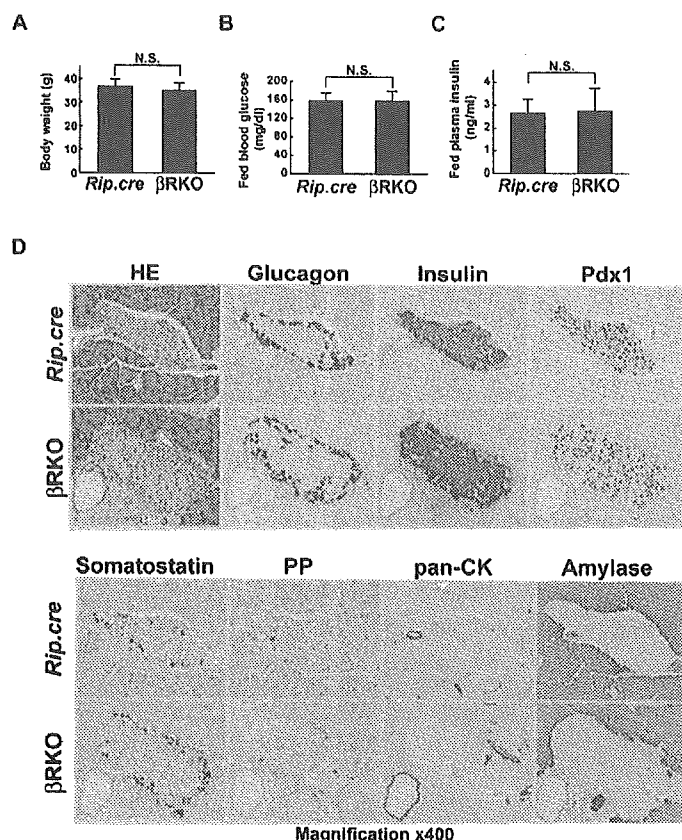 A
B
C
N.S.
N.S.
N.S.
Body weight (g)
40
30
20
10
0
Rip.cre βRKO
Fed blood glucose
(mg/dl)
200
160
120
80
40
0
Rip.cre βRKO
Fed plasma insulin
(ng/ml)
4
3
2
1
0
Rip.cre βRKO
D
HE Glucagon Insulin Pdx1
Rip.cre
βRKO
Somatostatin PP pan-CK Amylase
Rip.cre
βRKO
Magnification x400